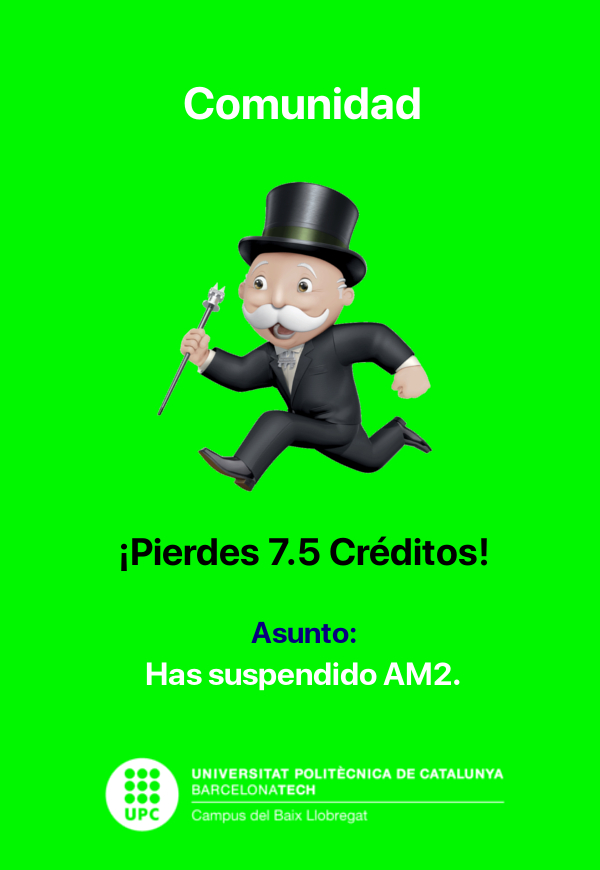 Comunidad
¡Pierdes 7.5 Créditos!
Asunto:
Has suspendido AM2.
UNIVERSITAT POLITÈCNICA DE CATALUNYA
BARCELONATECH
Campus del Baix Llobregat
UPC